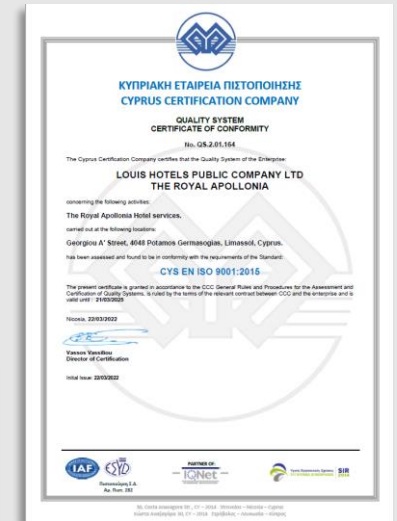 ΚΥΠΡΙΑΚΗ ΕΤΑΙΡΕΙΑ ΠΙΣΤΟΠΟΙΗΣΗΣ
CYPRUS CERTIFICATION COMPANY
QUALITY SYSTEM
CERTIFICATE OF CONFORMITY
No. QS.2.01.164
The Cyprus Certification Company certifies that the Quality System of the Enterprise:
LOUIS HOTELS PUBLIC COMPANY LTD
THE ROYAL APOLLONIA
concerning the following activities:
The Royal Apollonia Hotel services.
carried out at the following locations:
Georgiou A' Street, 4048 Potamos Germasogias, Limassol, Cyprus.
has been assessed and found to be in conformity with the requirements of the Standard:
CYS EN ISO 9001:2015
The present certificate is granted in accordance to the CCC General Rules and Procedures for the Assessment and
Certification of Quality Systems, is ruled by the terms of the relevant contract between CCC and the enterprise and is
valid until : 21/03/2025
Nicosia, 22/03/2022
Vassos Vassiliou
Director of Certification
Initial Issue: 22/03/2022
IAF
ΕΣΥΔ
Πιστοποίηση Σ.Δ.
Αρ. Πιστ. 282
PARTNER OF:
IQNet
SIR